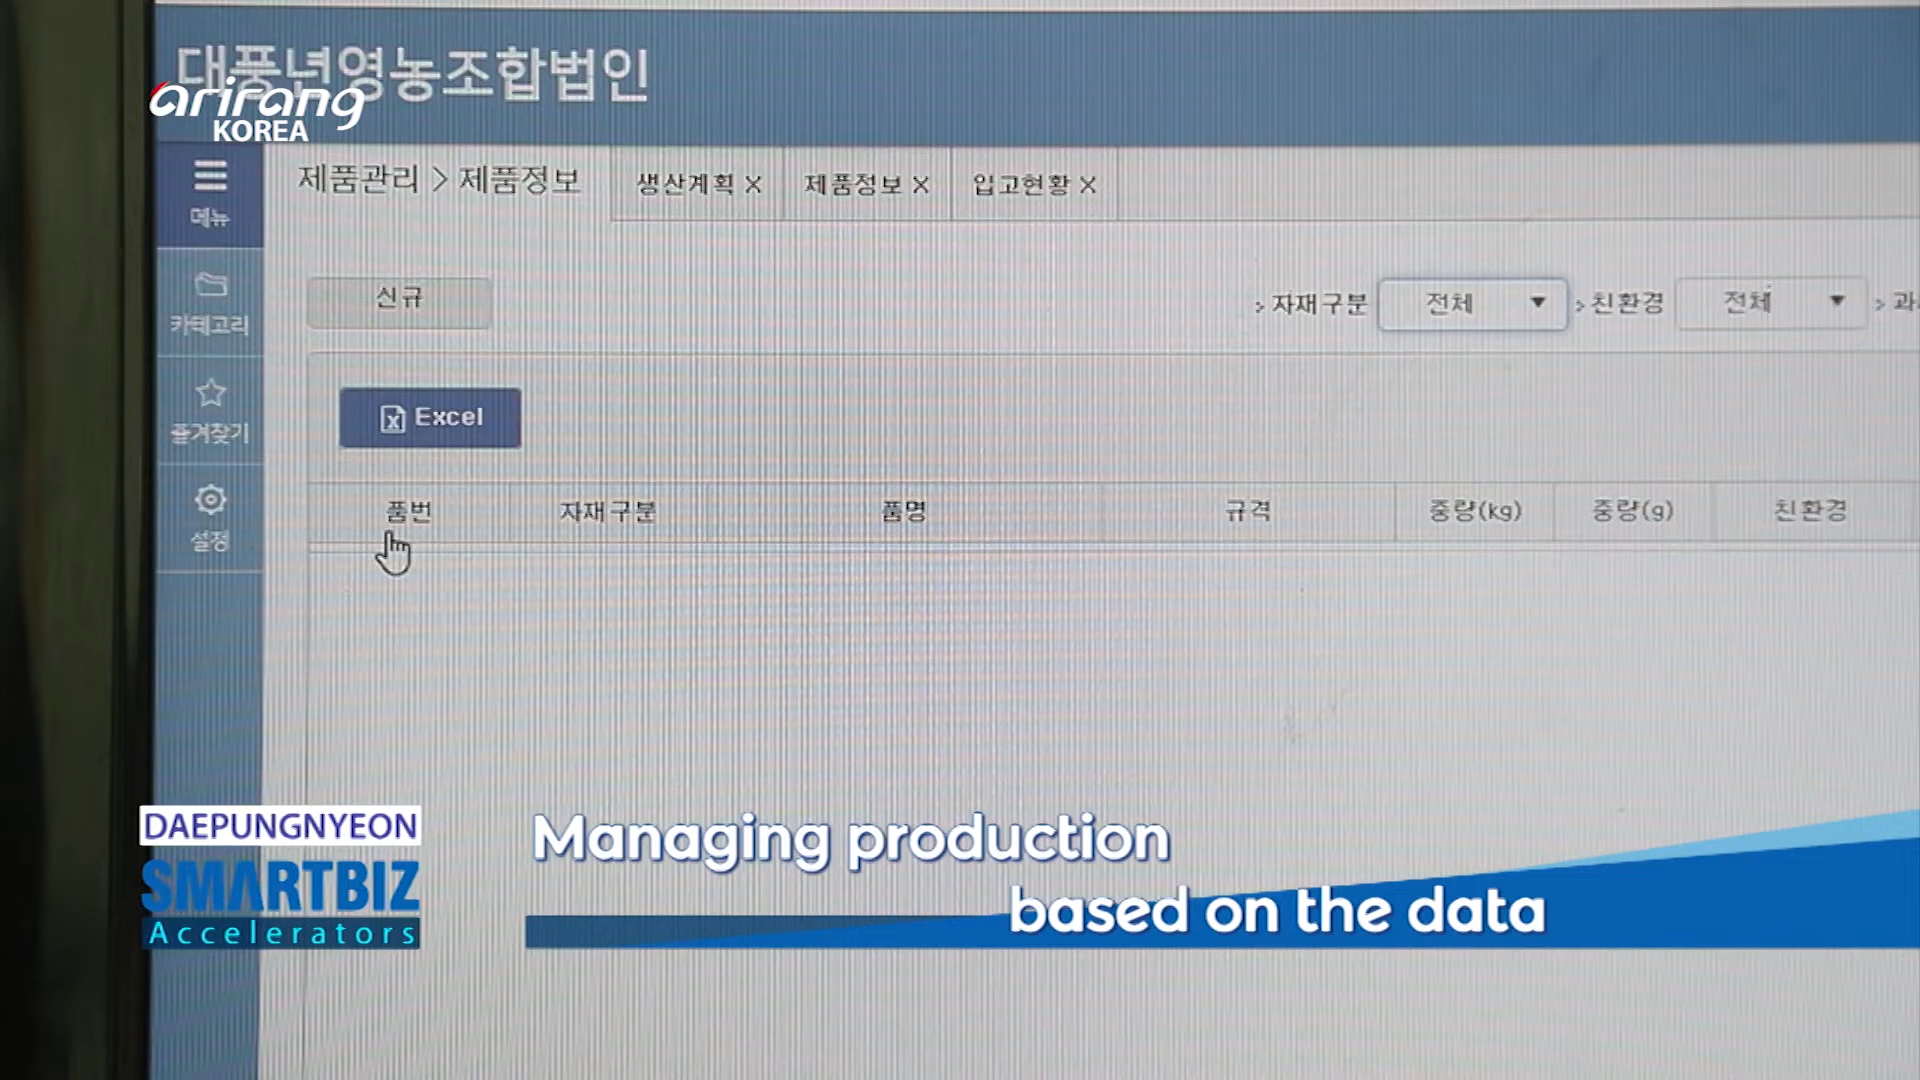 대풍년영농조합법인
arirang
KOREA
메뉴
제품관리 > 제품정보
생산계획 X
제품정보 X
입고현황 X
카테고리
즐겨찾기
설정
신규
> 자재구분 전체 ▼
> 친환경 전체 ▼
>
Excel
품번
자재구분
품명
규격
중량(kg)
중량(g)
친환경
DAEPUNGNYEON
SMARTBIZ
Accelerators
Managing production
based on the data